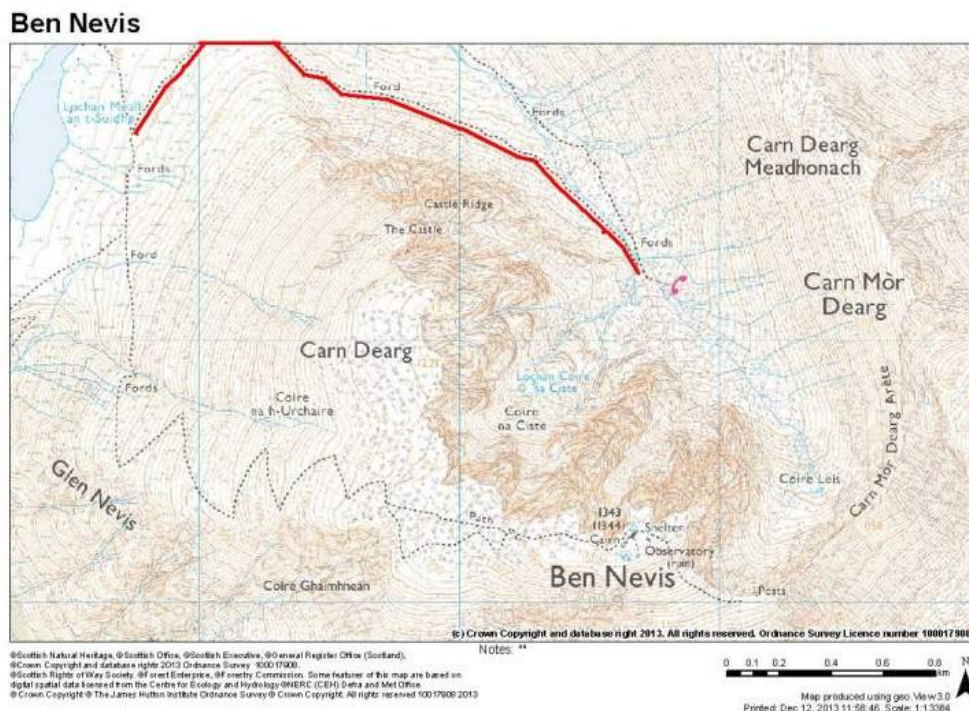 Ben Nevis
Lochan Meall
an t-Suidhe
Ford
Fords
Fords
Carn Dearg
Meadhonach
Castle Ridge
The Castle
Fords
Ford
Carn Mòr
Dearg
Carn Dearg
Lochan Coire
na Ciste
Fords
Coire
na h-Urchaire
Coire
na Ciste
Carn Mòr Dearg Arête
Glen Nevis
Coire Leis
Path
1343
(1344)
Cairn
Shelter
Observatory
(ruin)
Ben Nevis
Coire Ghaimhnean
Posts
(c) Crown Copyright and database right 2013. All rights reserved. Ordnance Survey Licence number 100017908
Notes: **
©Scottish Natural Heritage, ©Scottish Office, ©Scottish Executive, ©General Register Office (Scotland),
©Crown Copyright and database rights 2013 Ordnance Survey 100017908.
©Scottish Rights of Way Society, ©Forest Enterprise, ©Forestry Commission. Some features of this map are based on
digital spatial data licensed from the Centre for Ecology and Hydrology ©NERC (CEH) Defra and Met Office
©Crown Copyright © The James Hutton Institute Ordnance Survey © Crown Copyright. All rights reserved 10017908 2013
0 0.1 0.2 0.4 0.6 0.8
km
Map produced using geo.View 3.0
Printed: Dec 12, 2013 11:58:46, Scale: 1:13384